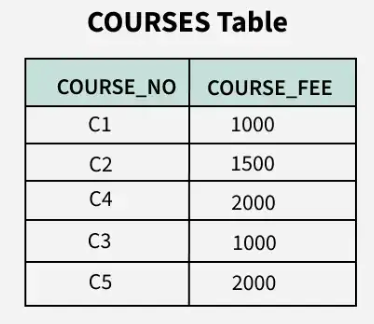 COURSES Table
COURSE_NO COURSE_FEE
C1 1000
C2 1500
C4 2000
C3 1000
C5 2000